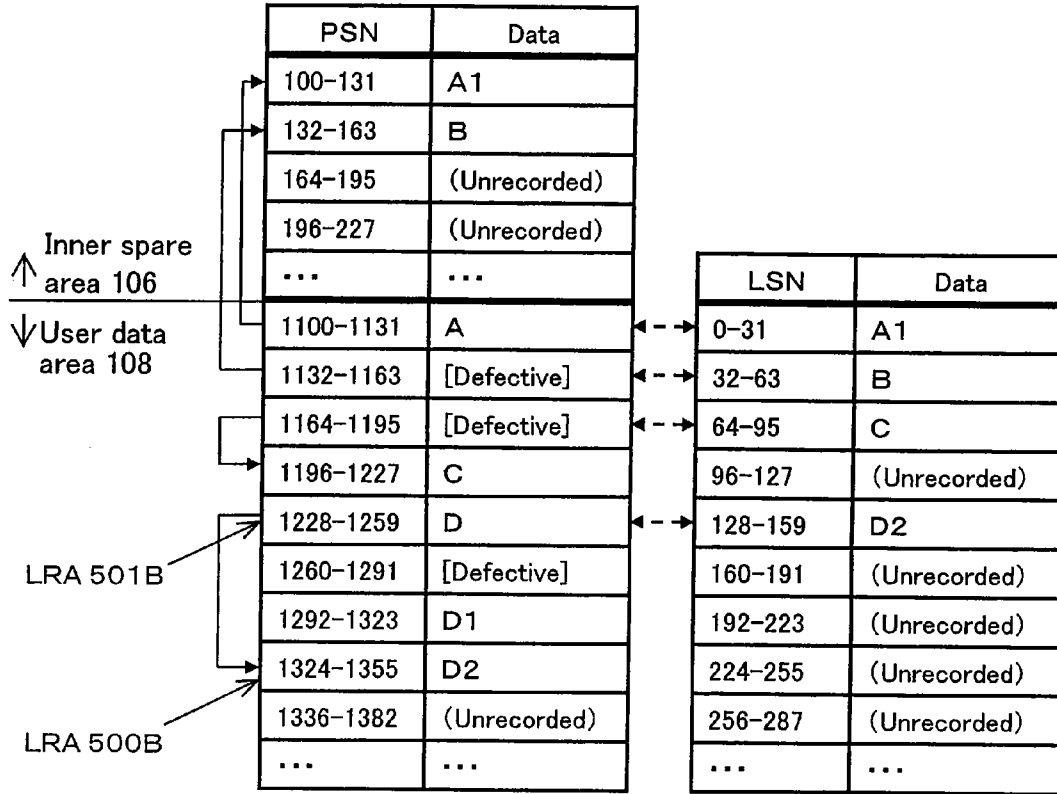 PSN Data
100-131 A1
132-163 B
164-195 (Unrecorded)
196-227 (Unrecorded)
... ...
Inner spare
area 106
User data
area 108
1100-1131 A
1132-1163 [Defective]
1164-1195 [Defective]
1196-1227 C
1228-1259 D
1260-1291 [Defective]
1292-1323 D1
1324-1355 D2
1336-1382 (Unrecorded)
... ...
LRA 501B
LRA 500B
LSN Data
0-31 A1
32-63 B
64-95 C
96-127 (Unrecorded)
128-159 D2
160-191 (Unrecorded)
192-223 (Unrecorded)
224-255 (Unrecorded)
256-287 (Unrecorded)
... ...